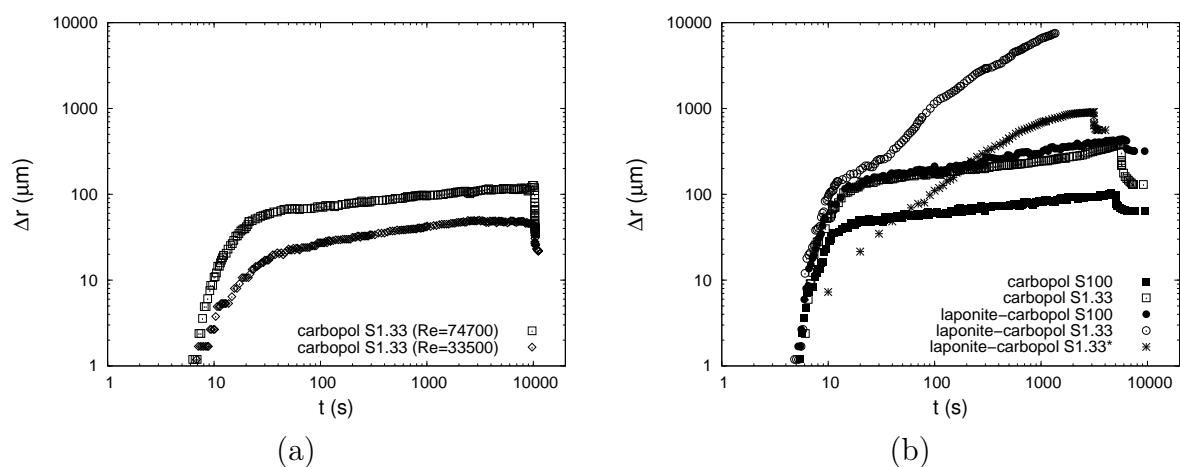 10000
1000
100
10
1
Δr (μm)
carbopol S1.33 (Re=74700)
carbopol S1.33 (Re=33500)
1 10 100 1000 10000
t (s)
(a)
10000
1000
100
10
1
Δr (μm)
carbopol S100
carbopol S1.33
laponite−carbopol S100
laponite−carbopol S1.33
laponite−carbopol S1.33*
1 10 100 1000 10000
t (s)
(b)